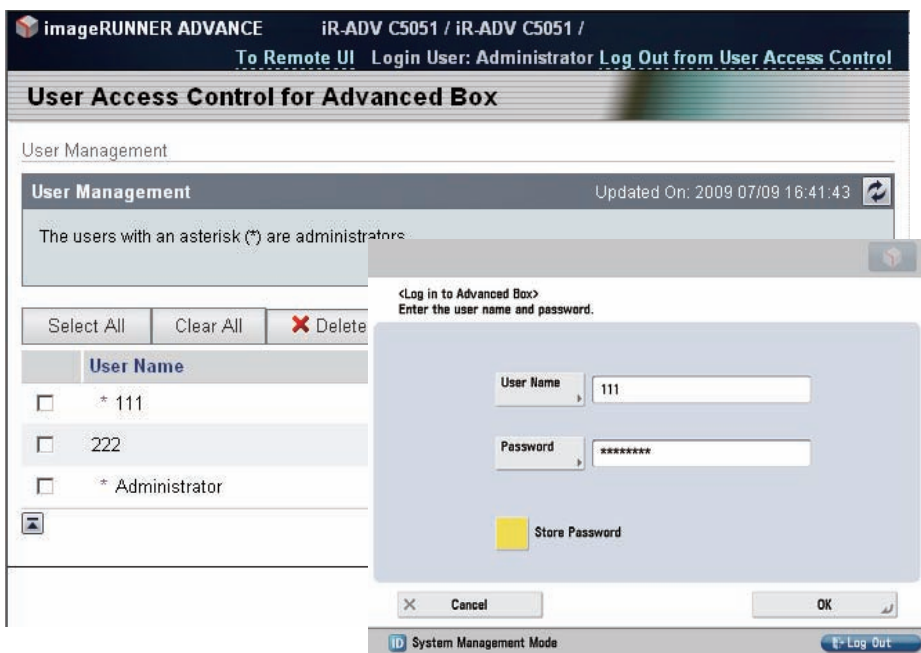 imageRUNNER ADVANCE iR-ADV C5051 / iR-ADV C5051 /
To Remote UI Login User: Administrator Log Out from User Access Control
User Access Control for Advanced Box
User Management
User Management Updated On: 2009 07/09 16:41:43
The users with an asterisk (*) are administrators
Select All Clear All Delete
User Name
* 111
222
* Administrator
<Log in to Advanced Box>
Enter the user name and password.
User Name 111
Password ********
Store Password
Cancel OK
ID System Management Mode Log Out